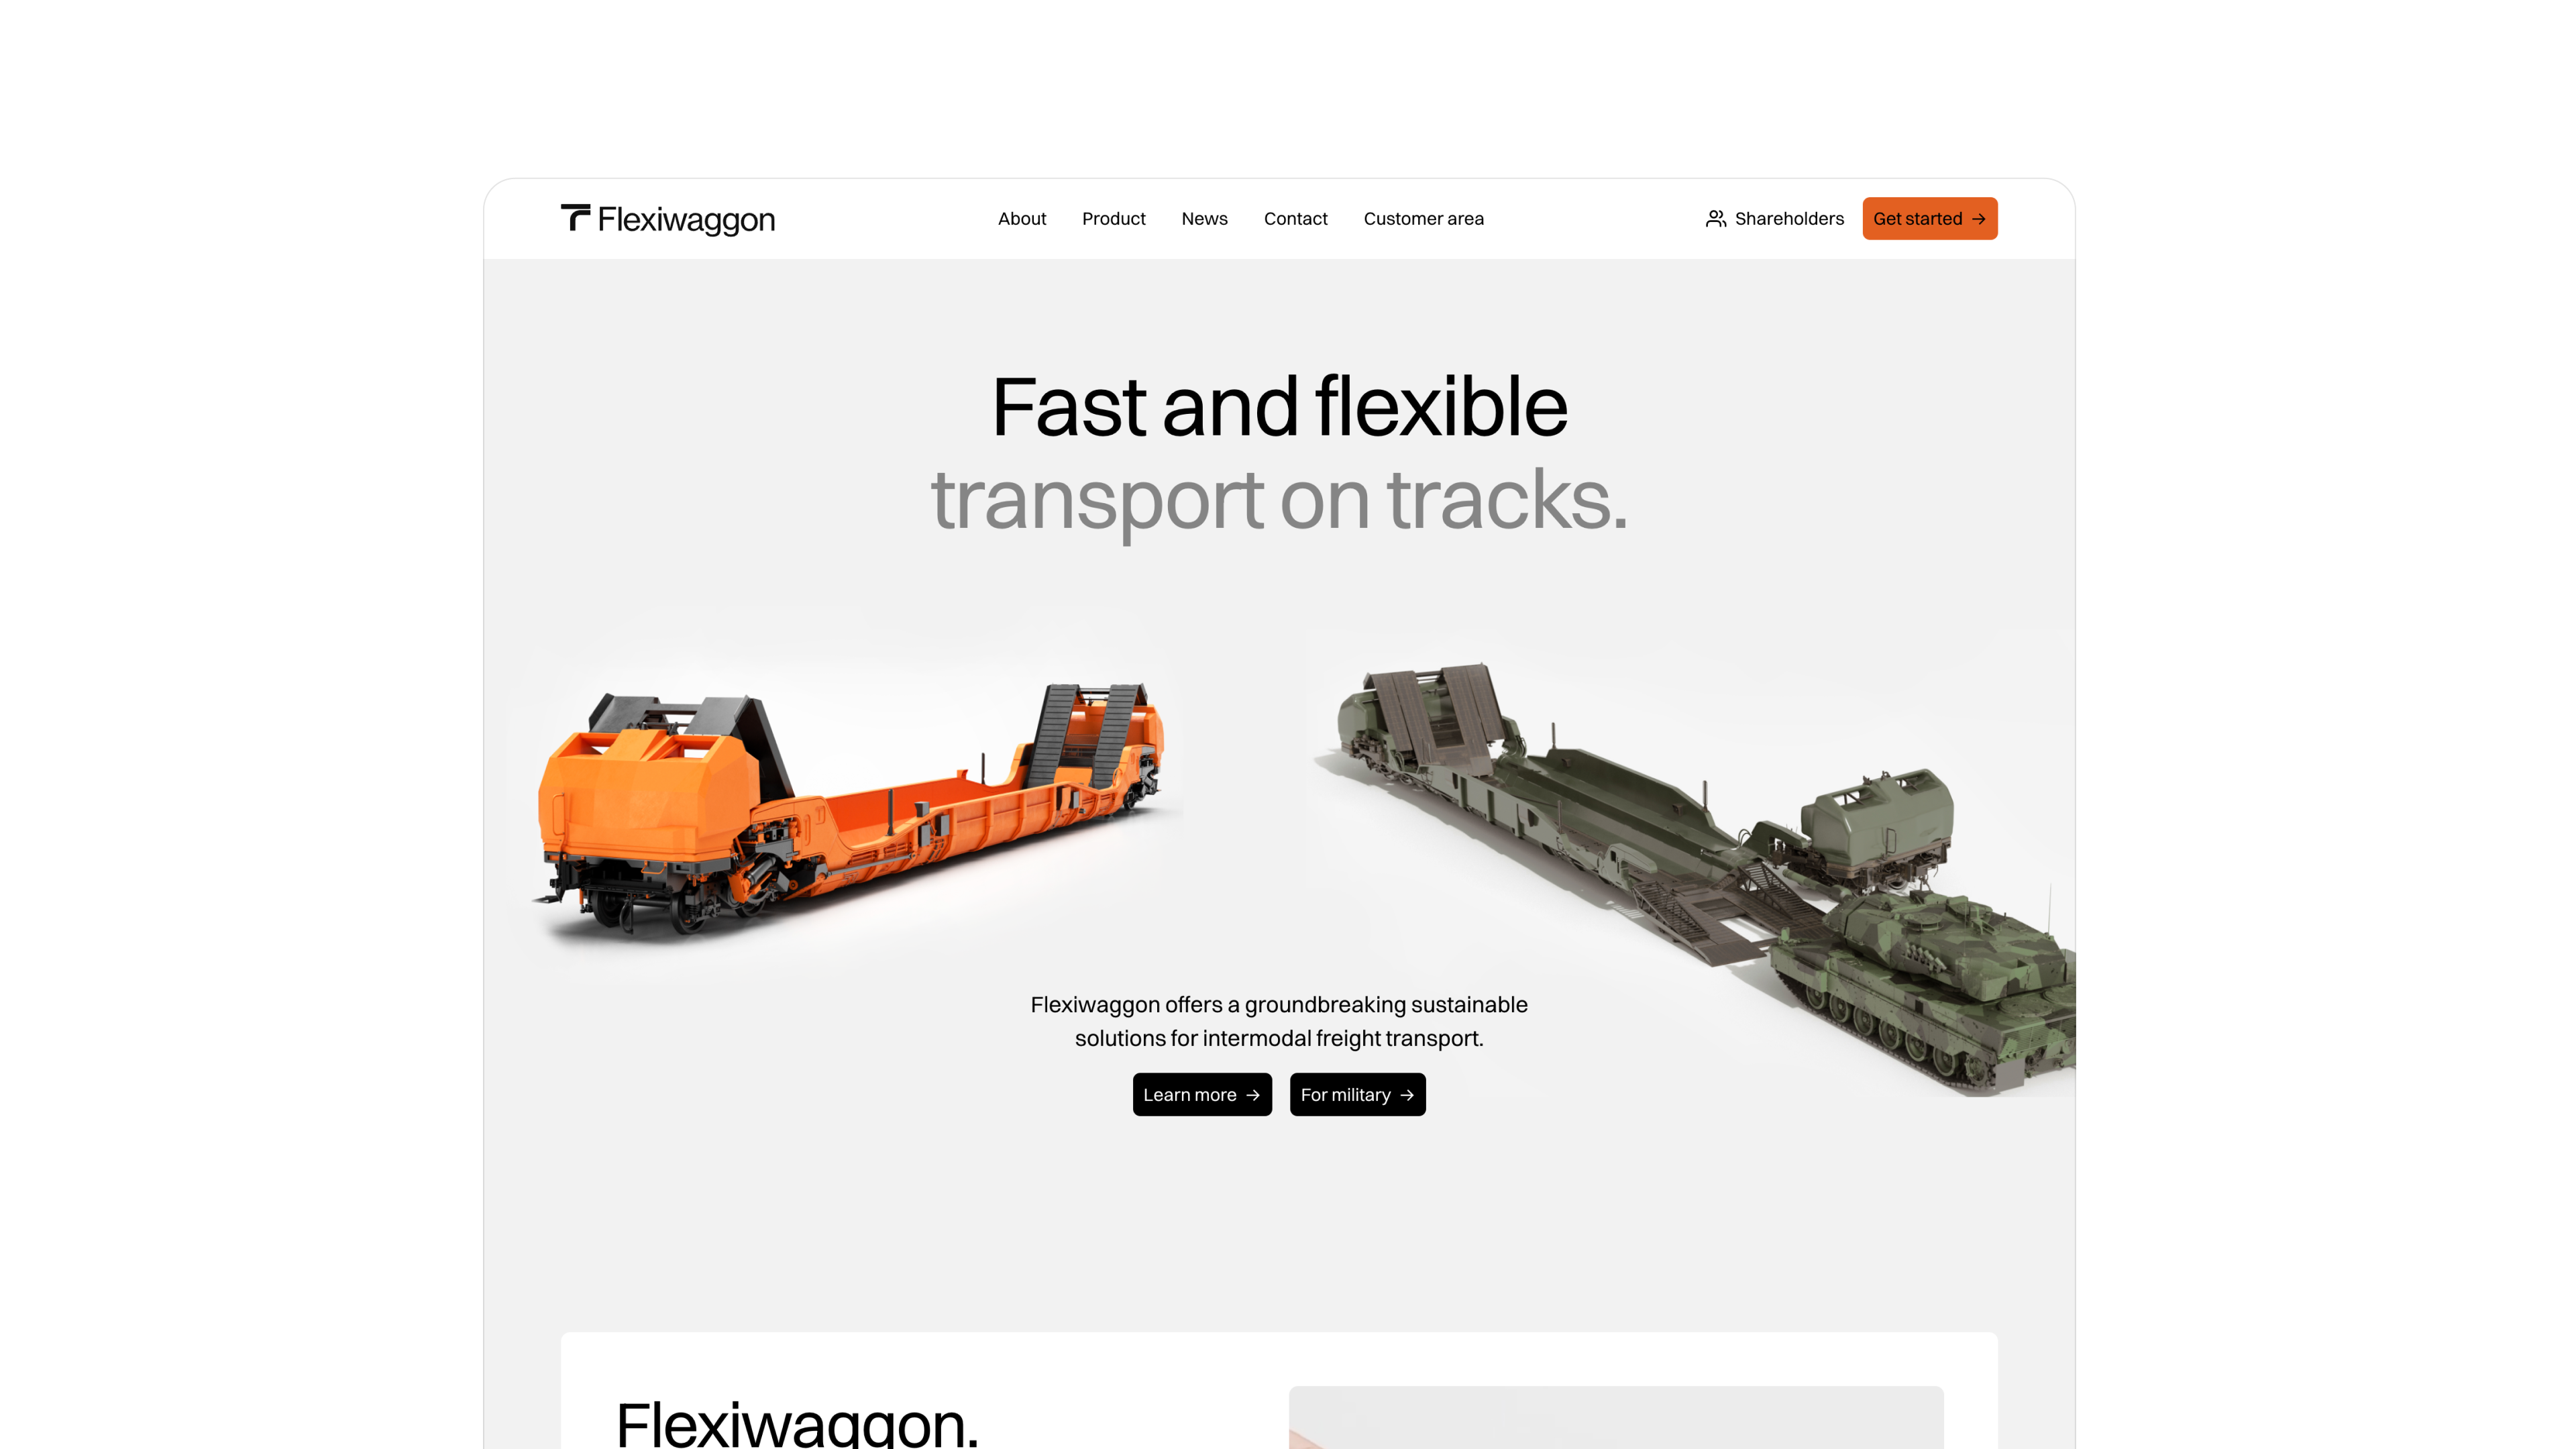 Flexiwaggon
About
Product
News
Contact
Customer area
Shareholders
Get started →
Fast and flexible
transport on tracks.
Flexiwaggon offers a groundbreaking sustainable
solutions for intermodal freight transport.
Learn more →
For military →
Flexiwaggon.